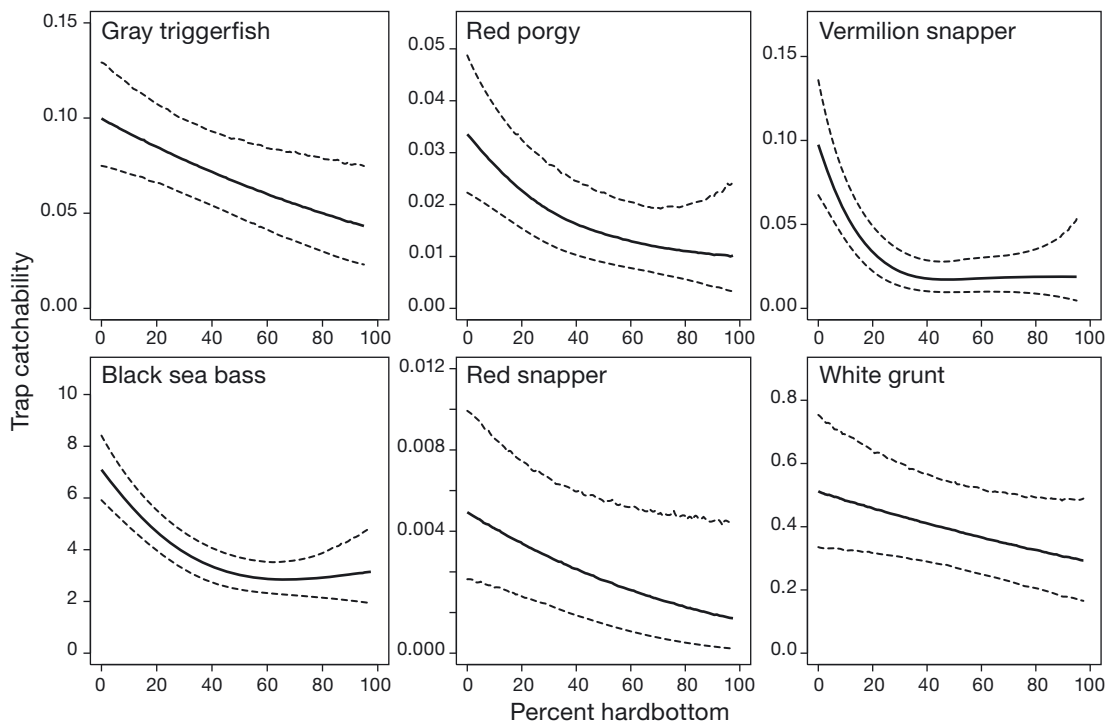 Gray triggerfish
Red porgy
Vermilion snapper
0.15
0.10
0.05
0.00
0.05
0.04
0.03
0.02
0.01
0.00
0.15
0.10
0.05
0.00
0 20 40 60 80 100
0 20 40 60 80 100
0 20 40 60 80 100
Trap catchability
Black sea bass
Red snapper
White grunt
10
8
6
4
2
0
0.012
0.008
0.004
0.000
0.8
0.6
0.4
0.2
0.0
0 20 40 60 80 100
0 20 40 60 80 100
0 20 40 60 80 100
Percent hardbottom